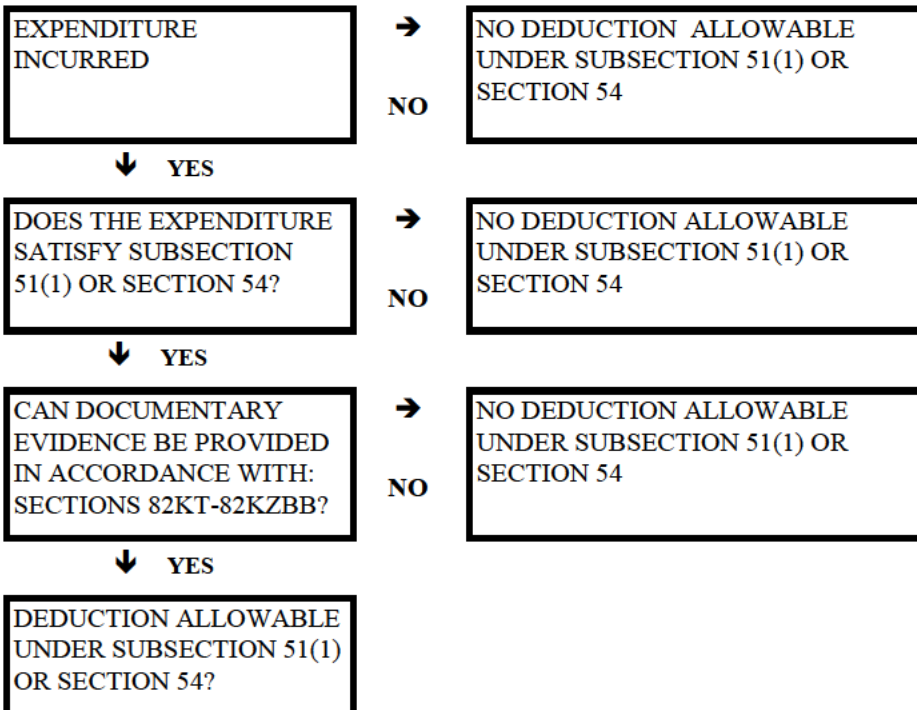 EXPENDITURE
INCURRED
➔
NO
NO DEDUCTION ALLOWABLE
UNDER SUBSECTION 51(1) OR
SECTION 54
YES
DOES THE EXPENDITURE
SATISFY SUBSECTION
51(1) OR SECTION 54?
➔
NO
NO DEDUCTION ALLOWABLE
UNDER SUBSECTION 51(1) OR
SECTION 54
YES
CAN DOCUMENTARY
EVIDENCE BE PROVIDED
IN ACCORDANCE WITH:
SECTIONS 82KT-82KZBB?
➔
NO
NO DEDUCTION ALLOWABLE
UNDER SUBSECTION 51(1) OR
SECTION 54
YES
DEDUCTION ALLOWABLE
UNDER SUBSECTION 51(1)
OR SECTION 54?